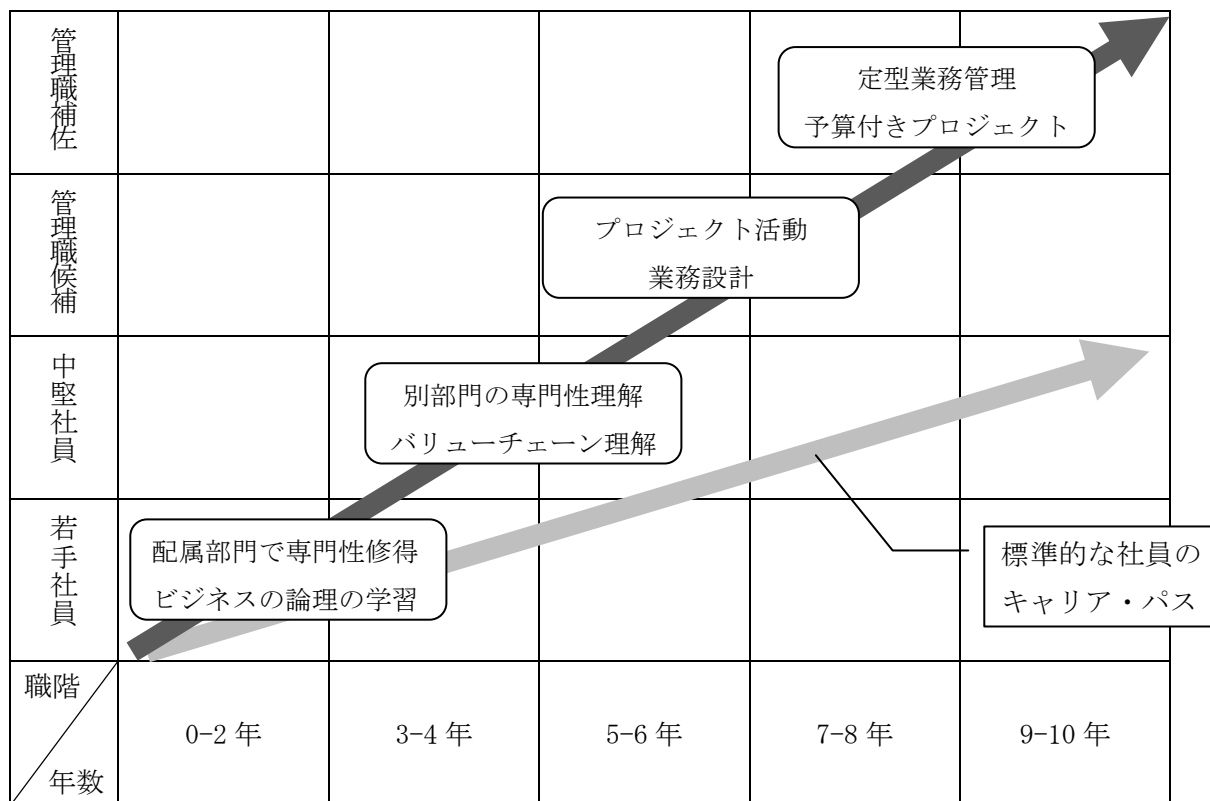 管理職補佐
定型業務管理
予算付きプロジェクト
管理職候補
プロジェクト活動
業務設計
中堅社員
別部門の専門性理解
バリューチェーン理解
若手社員
配属部門で専門性修得
ビジネスの論理の学習
標準的な社員の
キャリア・パス
職階
年数
0-2 年
3-4 年
5-6 年
7-8 年
9-10 年